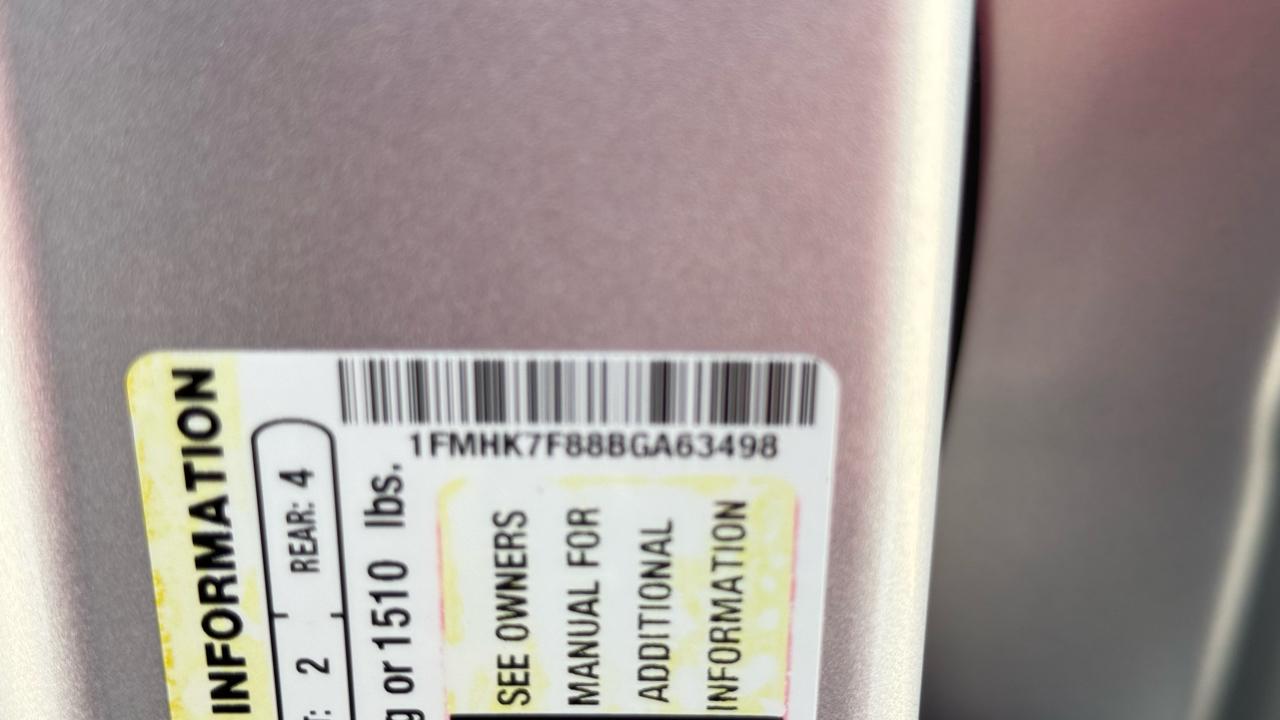 1FMHK7F88BGA63498
INFORMATION
2 REAR: 4
or 1510 lbs.
SEE OWNERS
MANUAL FOR
ADDITIONAL
INFORMATION